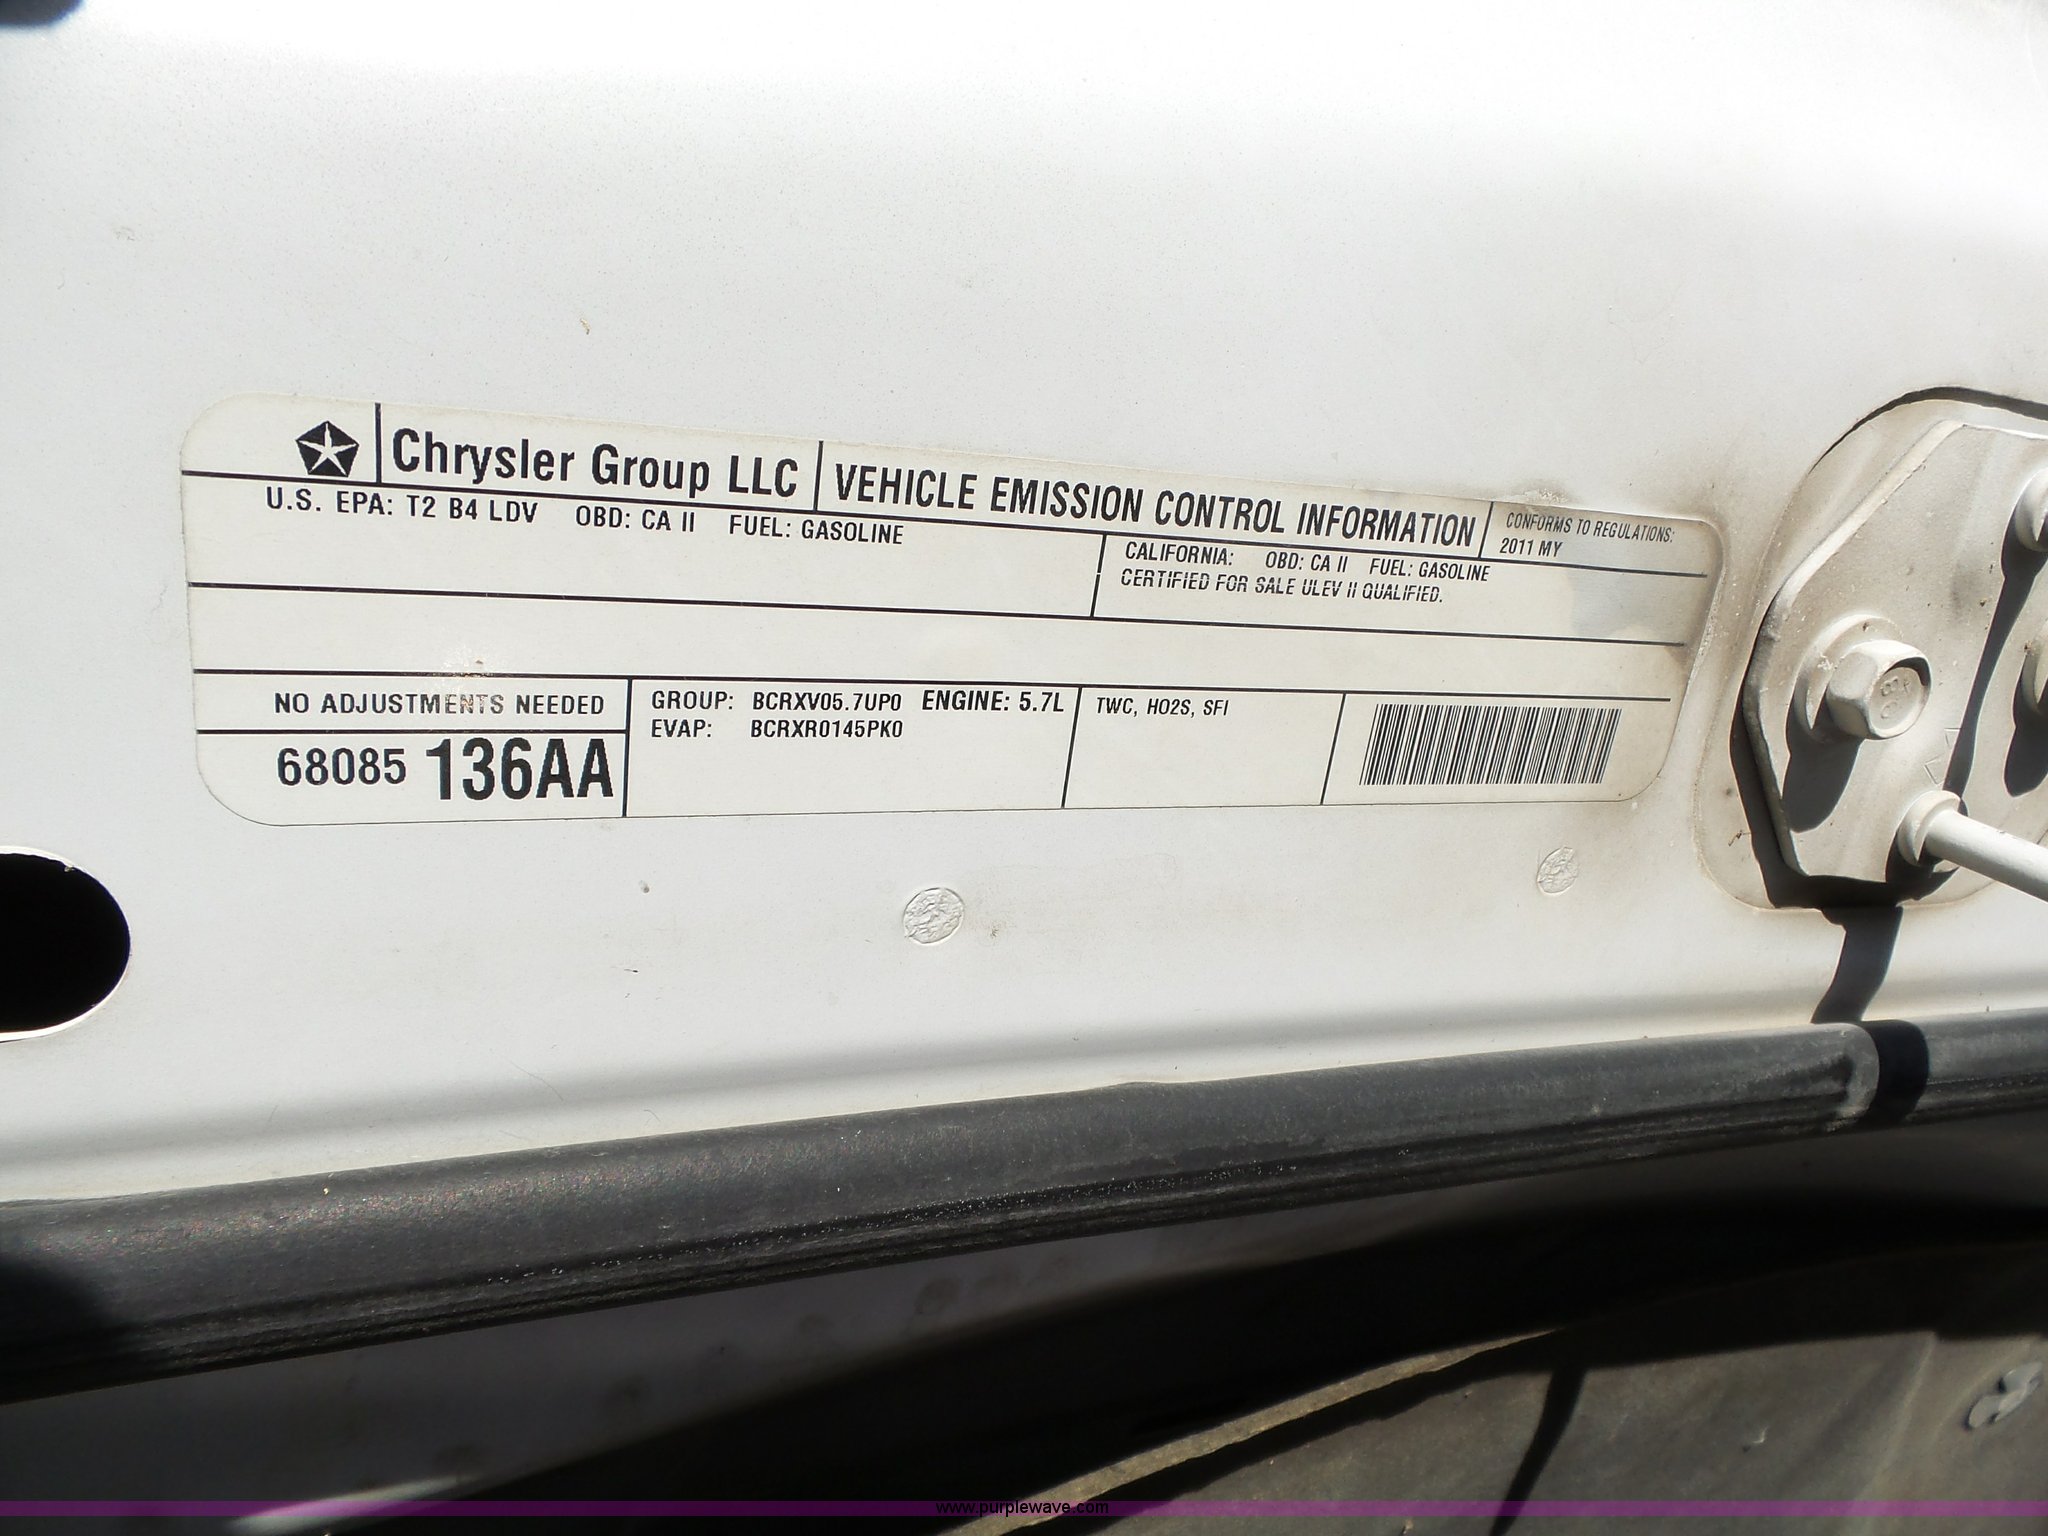 Chrysler Group LLC
VEHICLE EMISSION CONTROL INFORMATION
CONFORMS TO REGULATIONS:
2011 MY
U.S. EPA: T2 B4 LDV OBD: CA II FUEL: GASOLINE
CALIFORNIA: OBD: CA II FUEL: GASOLINE
CERTIFIED FOR SALE ULEV II QUALIFIED.
NO ADJUSTMENTS NEEDED
68085 136AA
GROUP: BCRXV05.7UP0 ENGINE: 5.7L
EVAP: BCRXR0145PK0
TWC, HO2S, SFI
www.purplewave.com